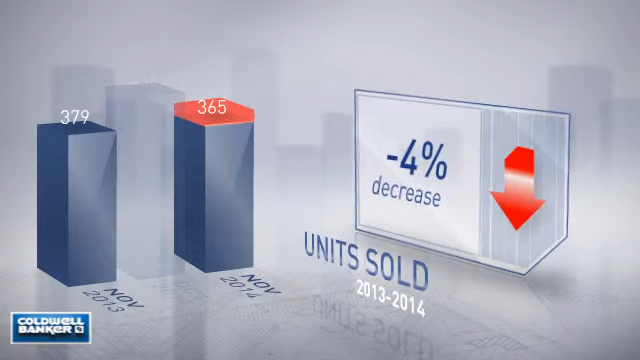 379
365
-4%
decrease
UNITS SOLD
2013-2014
NOV
2013
NOV
2014
COLDWELL
BANKER